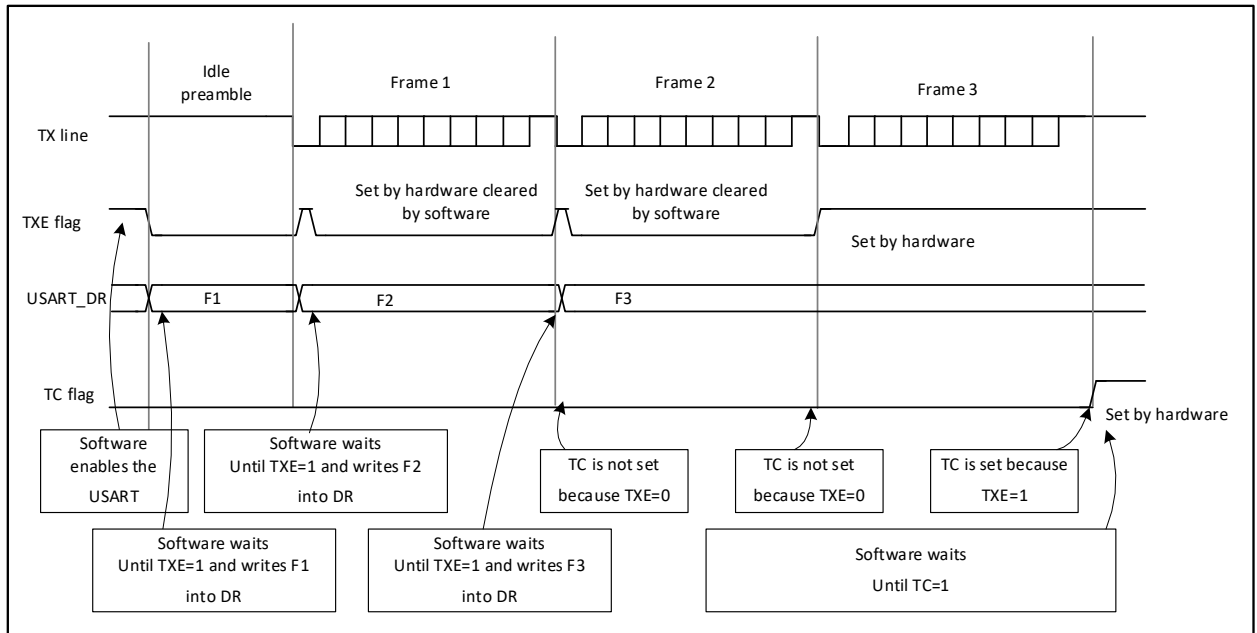 Idle
preamble
Frame 1
Frame 2
Frame 3
TX line
Set by hardware cleared
by software
Set by hardware cleared
by software
TXE flag
Set by hardware
USART_DR
F1
F2
F3
TC flag
Set by hardware
Software
enables the
USART
Software waits
Until TXE=1 and writes F2
into DR
TC is not set
because TXE=0
TC is not set
because TXE=0
TC is set because
TXE=1
Software waits
Until TXE=1 and writes F1
into DR
Software waits
Until TXE=1 and writes F3
into DR
Software waits
Until TC=1